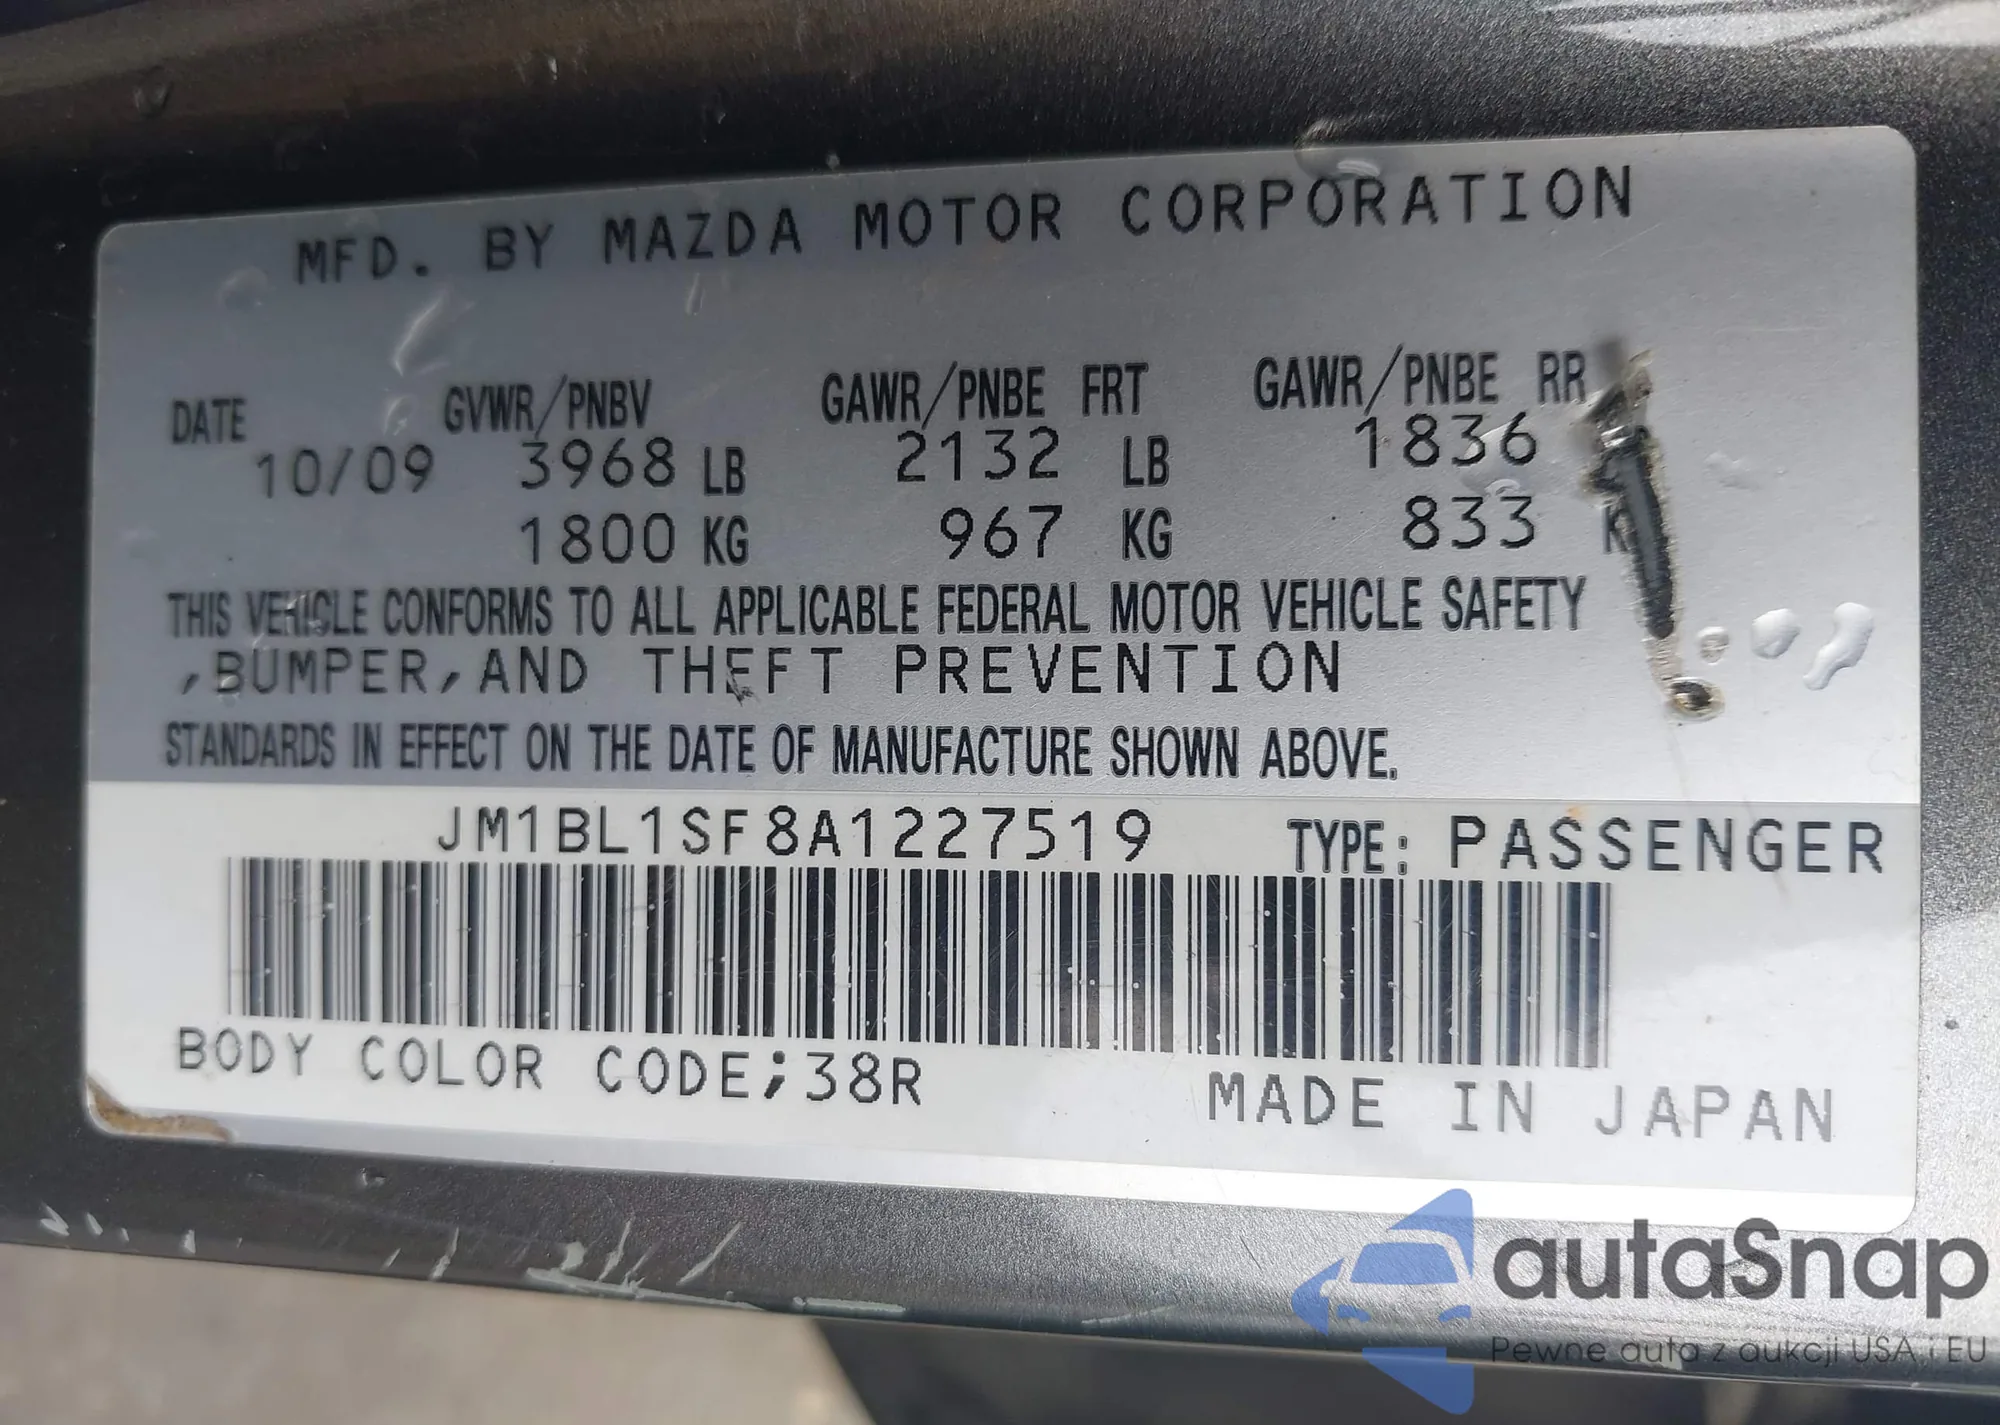 MFD. BY MAZDA MOTOR CORPORATION
DATE GVWR/PNBV GAWR/PNBE FRT GAWR/PNBE RR
10/09 3968 LB 2132 LB 1836
1800 KG 967 KG 833 K
THIS VEHICLE CONFORMS TO ALL APPLICABLE FEDERAL MOTOR VEHICLE SAFETY
,BUMPER,AND THEFT PREVENTION
STANDARDS IN EFFECT ON THE DATE OF MANUFACTURE SHOWN ABOVE.
JM1BL1SF8A1227519 TYPE: PASSENGER
BODY COLOR CODE;38R MADE IN JAPAN
autaSnap
Pewne auta z aukcji USA i EU